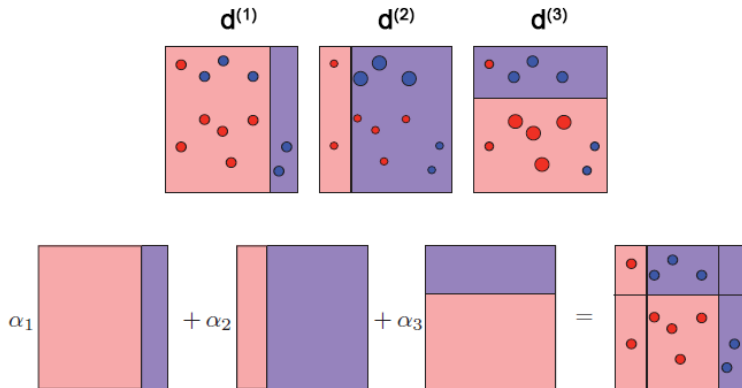 d(1) d(2) d(3)
α1 + α2 + α3 =